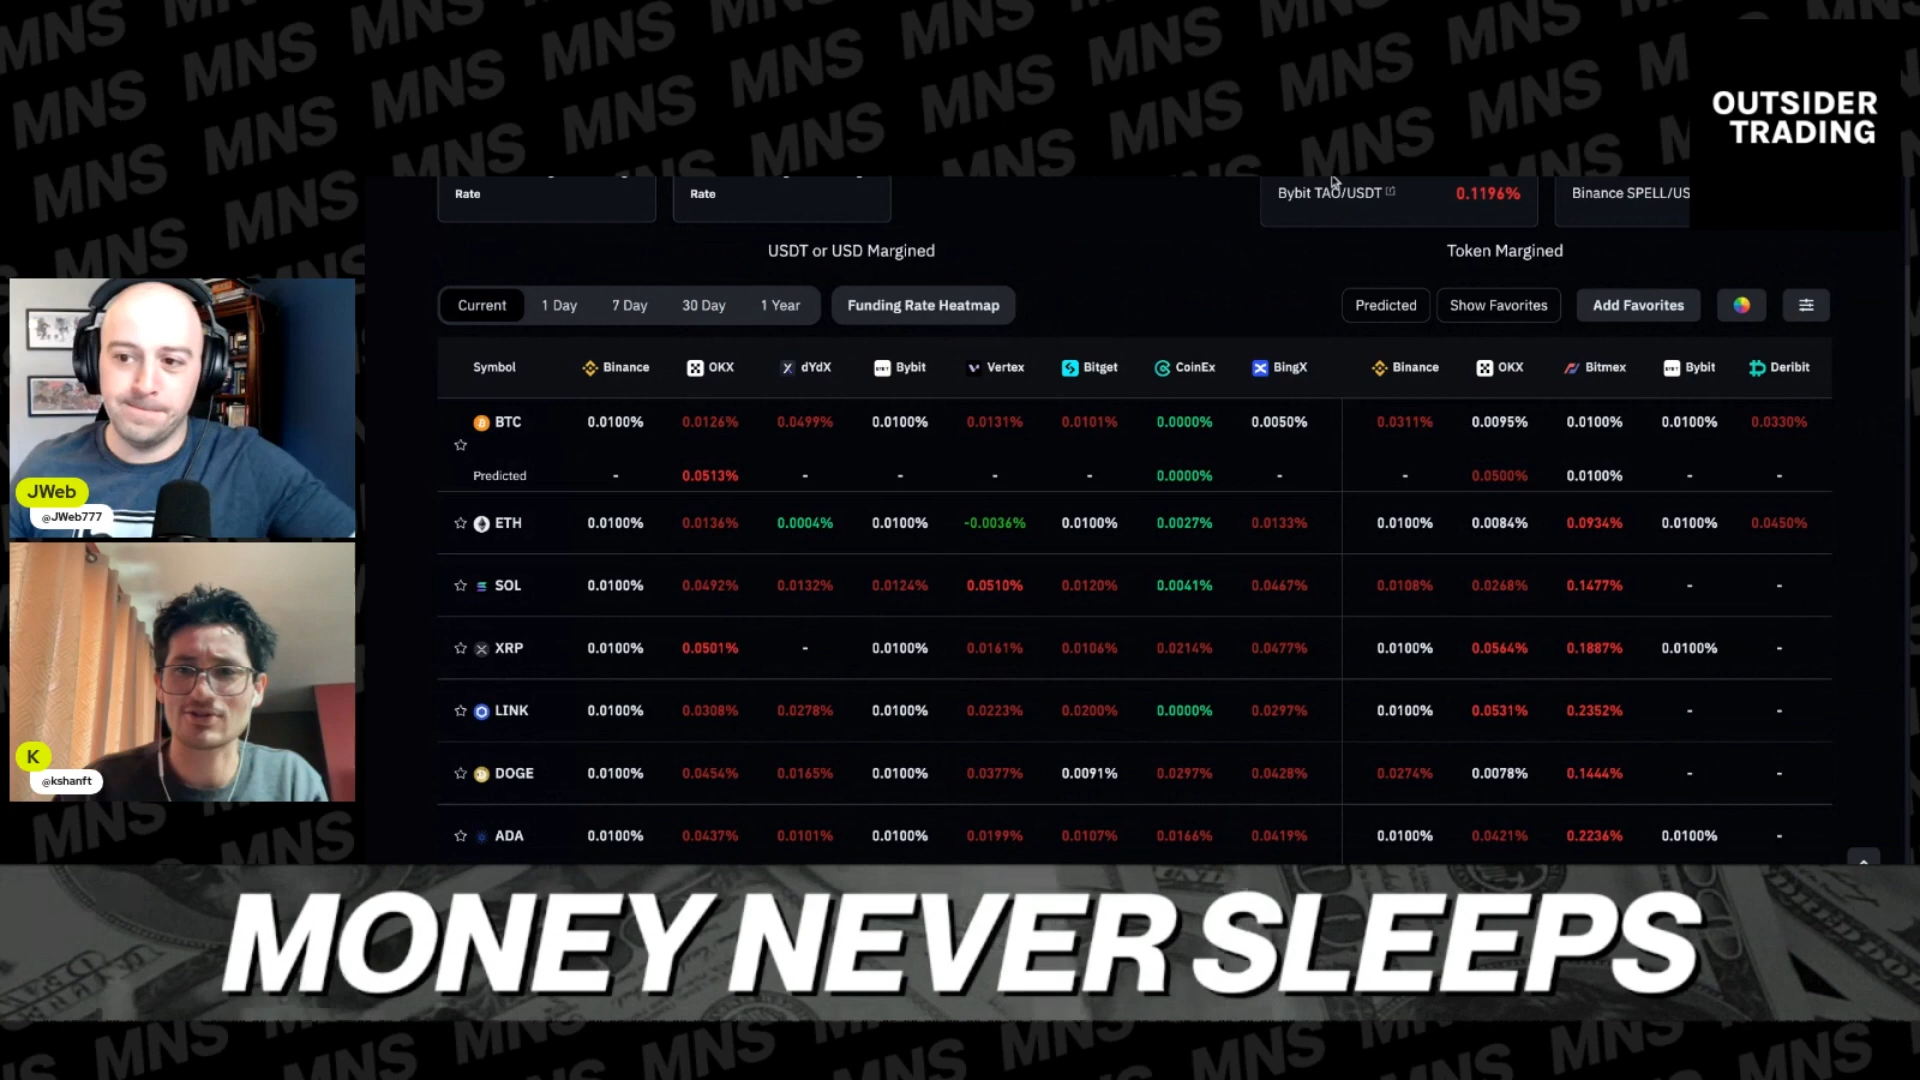 OUTSIDER
TRADING
Rate
Rate
Bybit TAO/USDT
0.1196%
Binance SPELL/US
USDT or USD Margined
Token Margined
Current 1 Day 7 Day 30 Day 1 Year Funding Rate Heatmap Predicted Show Favorites Add Favorites
Symbol Binance OKX dYdX Bybit Vertex Bitget CoinEx BingX Binance OKX Bitmex Bybit Deribit
BTC 0.0100% 0.0126% 0.0499% 0.0100% 0.0131% 0.0101% 0.0000% 0.0050% 0.0311% 0.0095% 0.0100% 0.0100% 0.0330%
Predicted - 0.0513% - - - - 0.0000% - - 0.0500% 0.0100% - -
ETH 0.0100% 0.0136% 0.0004% 0.0100% -0.0036% 0.0100% 0.0027% 0.0133% 0.0100% 0.0084% 0.0934% 0.0100% 0.0450%
SOL 0.0100% 0.0492% 0.0132% 0.0124% 0.0510% 0.0120% 0.0041% 0.0467% 0.0108% 0.0268% 0.1477% - -
XRP 0.0100% 0.0501% - 0.0100% 0.0161% 0.0106% 0.0214% 0.0477% 0.0100% 0.0564% 0.1887% 0.0100% -
LINK 0.0100% 0.0308% 0.0278% 0.0100% 0.0223% 0.0200% 0.0000% 0.0297% 0.0100% 0.0531% 0.2352% - -
DOGE 0.0100% 0.0454% 0.0165% 0.0100% 0.0377% 0.0091% 0.0297% 0.0428% 0.0274% 0.0078% 0.1444% - -
ADA 0.0100% 0.0437% 0.0101% 0.0100% 0.0199% 0.0107% 0.0166% 0.0419% 0.0100% 0.0421% 0.2236% 0.0100% -
JWeb
@JWeb777
K
@kshanft
MONEY NEVER SLEEPS
MNS